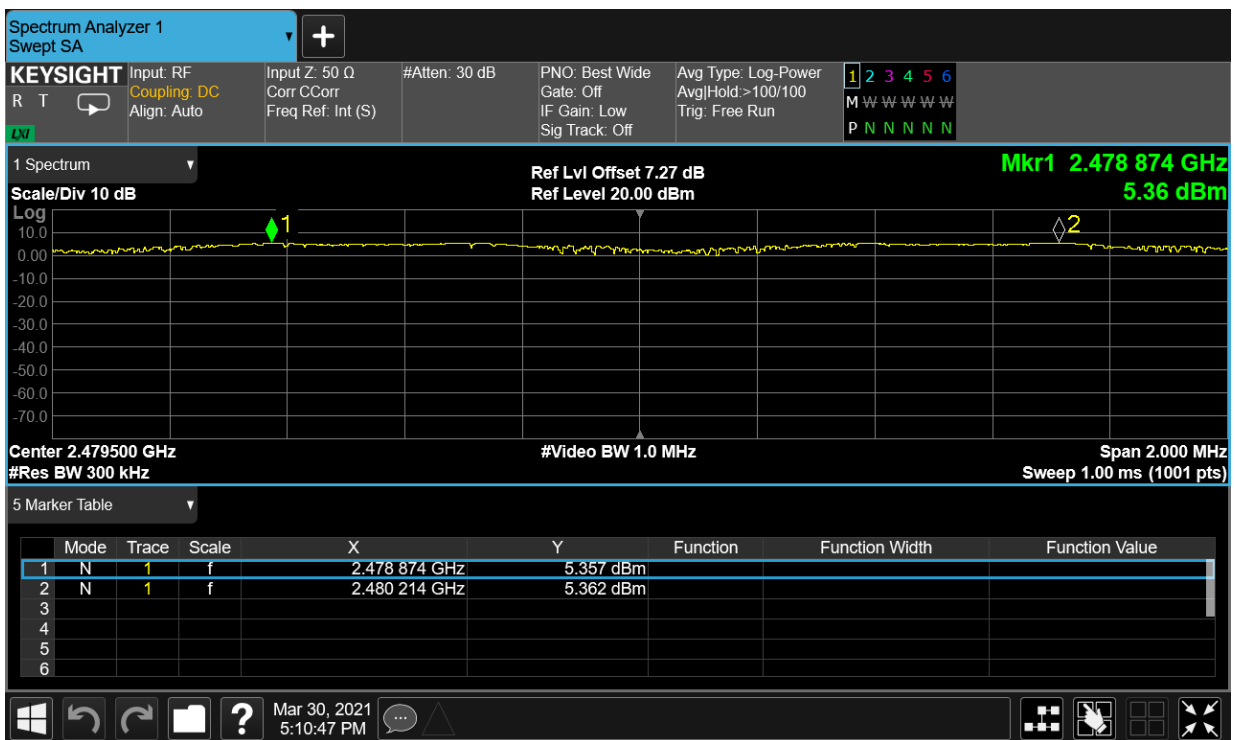 Spectrum Analyzer 1
Swept SA
+
KEYSIGHT
R T
LXI
Input: RF
Coupling: DC
Align: Auto
Input Z: 50 Ω
Corr CCorr
Freq Ref: Int (S)
#Atten: 30 dB
PNO: Best Wide
Gate: Off
IF Gain: Low
Sig Track: Off
Avg Type: Log-Power
Avg|Hold:>100/100
Trig: Free Run
1 2 3 4 5 6
M W W W W W
P N N N N N
1 Spectrum
Scale/Div 10 dB
Ref Lvl Offset 7.27 dB
Ref Level 20.00 dBm
Mkr1 2.478 874 GHz
5.36 dBm
Log
10.0
0.00
-10.0
-20.0
-30.0
-40.0
-50.0
-60.0
-70.0
1
2
Center 2.479500 GHz
#Res BW 300 kHz
#Video BW 1.0 MHz
Span 2.000 MHz
Sweep 1.00 ms (1001 pts)
5 Marker Table
Mode Trace Scale X Y Function Function Width Function Value
1 N 1 f 2.478 874 GHz 5.357 dBm
2 N 1 f 2.480 214 GHz 5.362 dBm
3
4
5
6
?
Mar 30, 2021
5:10:47 PM